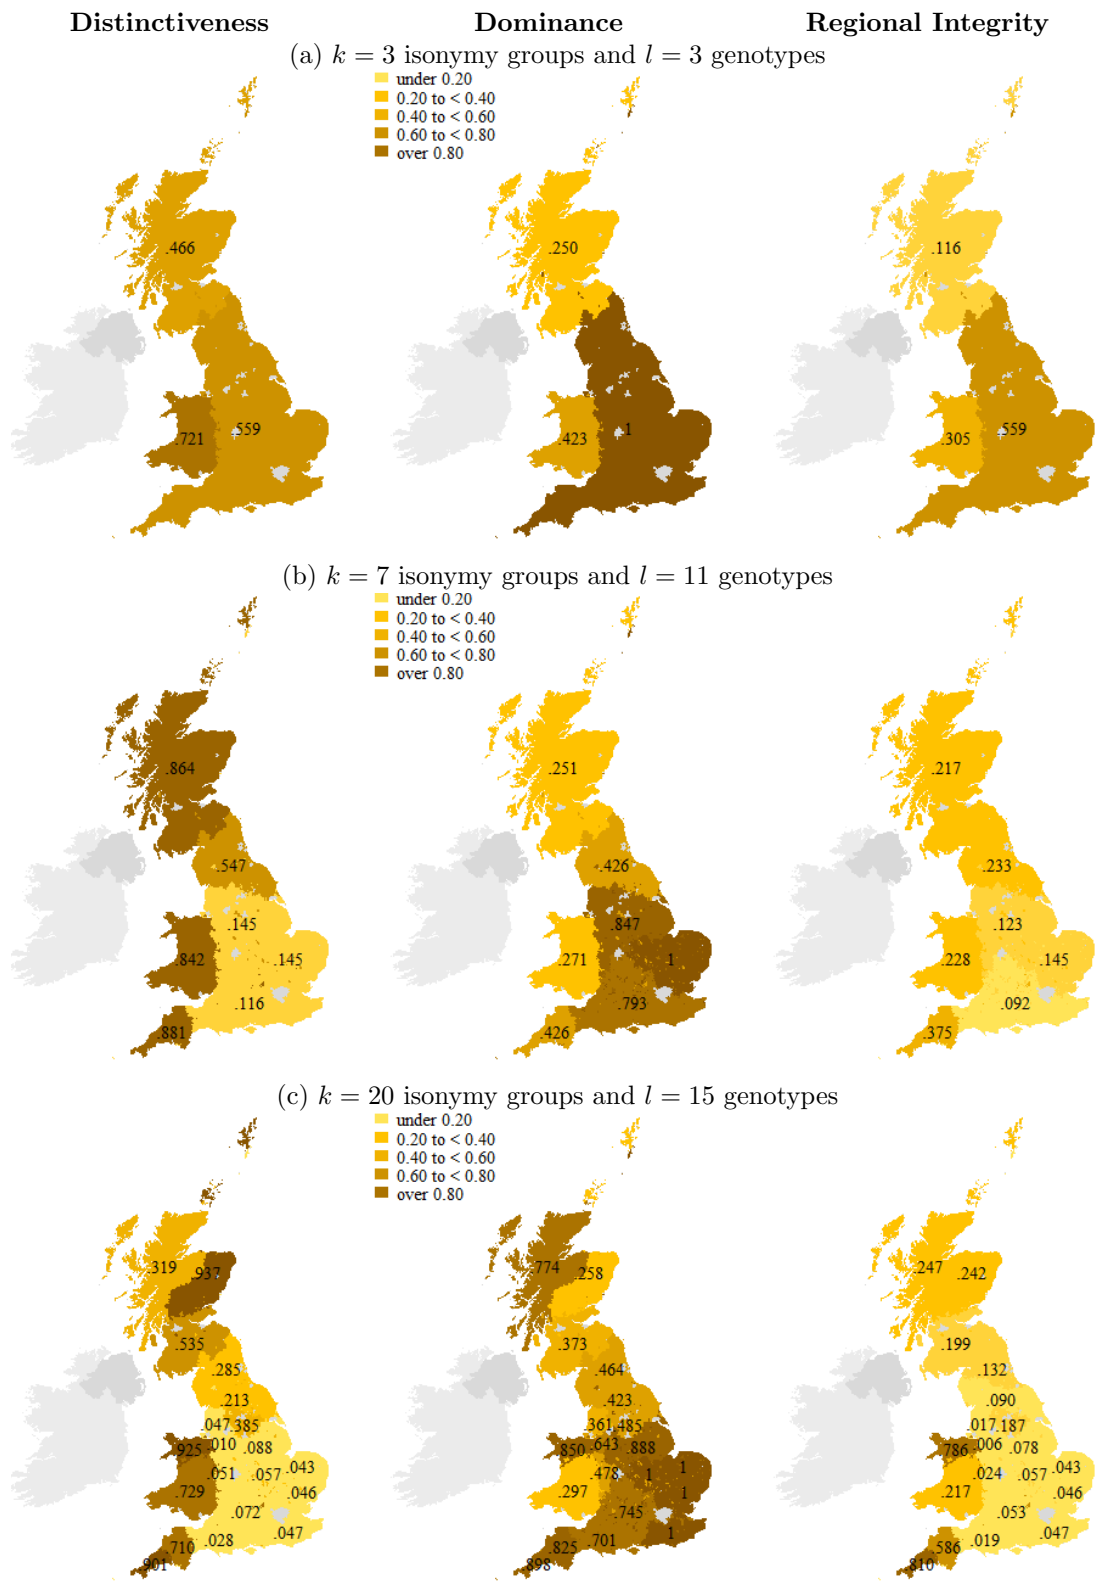 Distinctiveness Dominance Regional Integrity
(a) k = 3 isonymy groups and l = 3 genotypes
under 0.20
0.20 to < 0.40
0.40 to < 0.60
0.60 to < 0.80
over 0.80
.466 .250 .116
.721 .559 .423 1 .305 .559
(b) k = 7 isonymy groups and l = 11 genotypes
under 0.20
0.20 to < 0.40
0.40 to < 0.60
0.60 to < 0.80
over 0.80
.864 .251 .217
.547 .426 .233
.145 .847 .123
.842 .145 .271 1 .228 .145
.116 .793 .092
.881 .426 .375
(c) k = 20 isonymy groups and l = 15 genotypes
under 0.20
0.20 to < 0.40
0.40 to < 0.60
0.60 to < 0.80
over 0.80
.319 .937 .774 .258 .247 .242
.535 .373 .199
.285 .464 .132
.213 .423 .090
.047 .385 .361 .485 .017 .187
.925 .010 .088 .850 .643 .888 .786 .006 .078
.051 .057 .043 .478 1 1 .024 .057 .043
.729 .046 .297 1 .217 .046
.072 .745 .053
.710 .028 .047 .825 .701 1 .586 .019 .047
.901 .898 .810